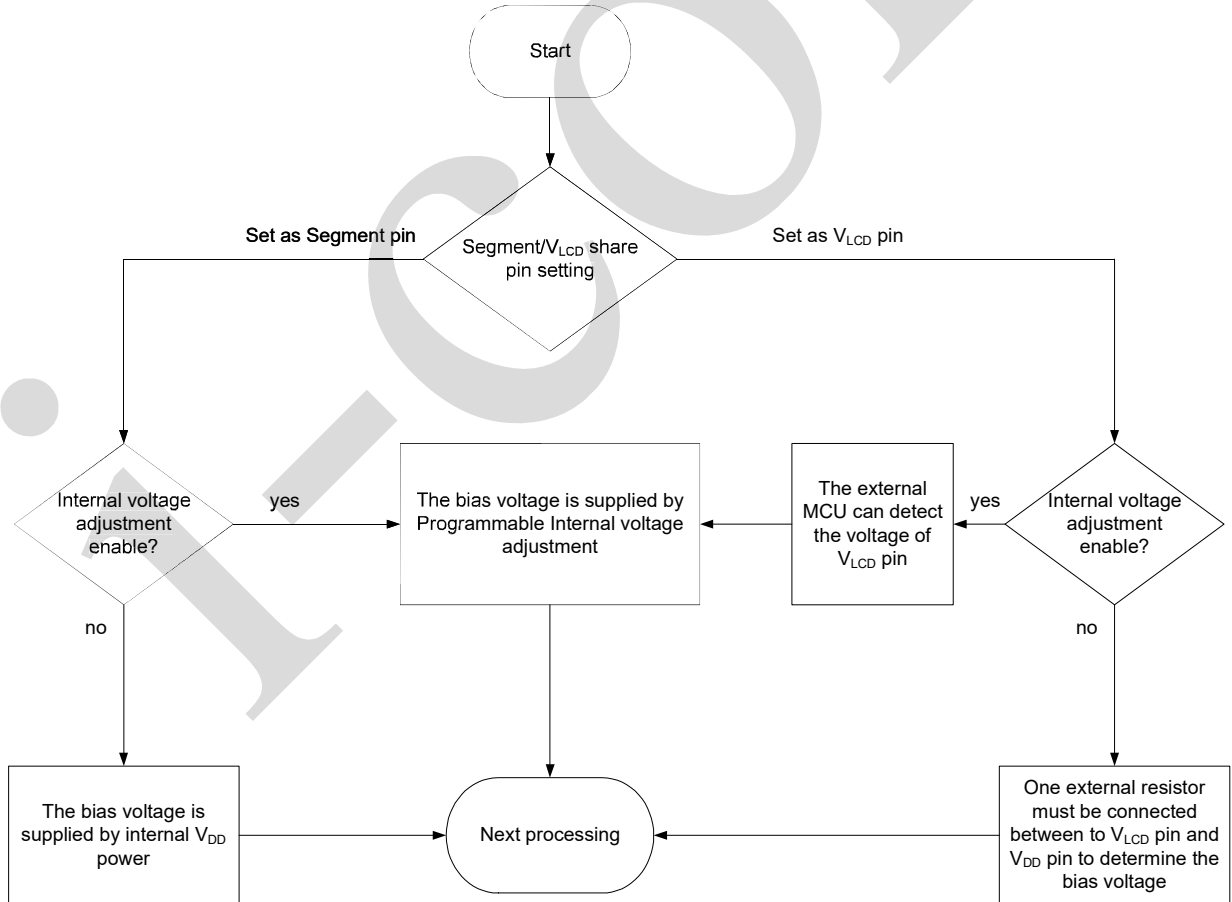 Start
Set as Segment pin
Segment/VLCD share
pin setting
Set as VLCD pin
Internal voltage
adjustment
enable?
yes
The bias voltage is supplied by
Programmable Internal voltage
adjustment
The external
MCU can detect
the voltage of
VLCD pin
yes
Internal voltage
adjustment
enable?
no
no
The bias voltage is
supplied by internal VDD
power
Next processing
One external resistor
must be connected
between to VLCD pin and
VDD pin to determine the
bias voltage